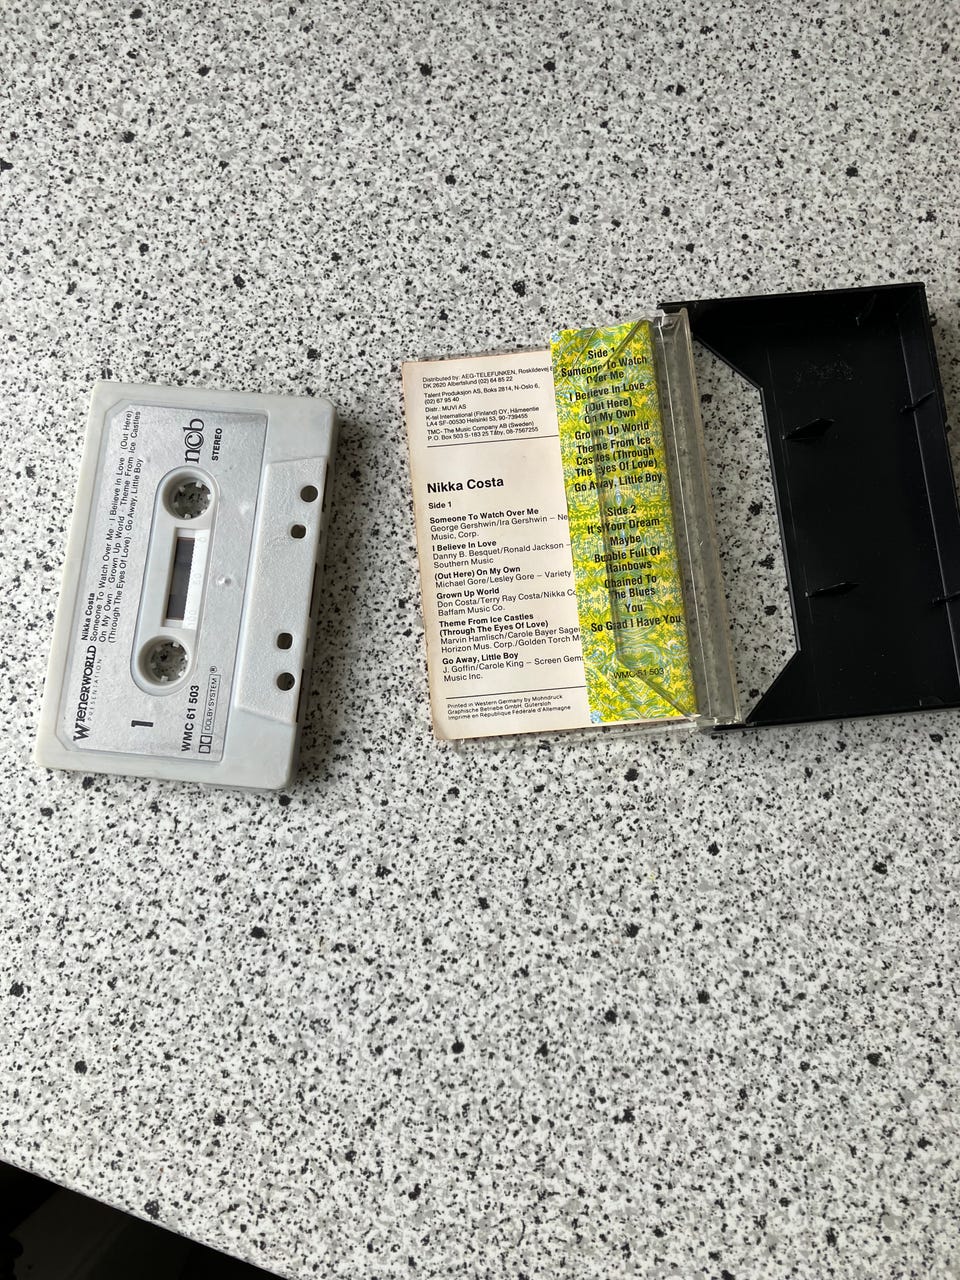 WIENERWORLD
PRESENTATION
Nikka Costa
Someone To Watch Over Me · I Believe In Love · (Out Here)
On My Own · Grown Up World · Theme From Ice Castles
(Through The Eyes Of Love) · Go Away, Little Boy
1
ncb
STEREO
WMC 61 503
DOLBY SYSTEM®
Distributed by: AEG-TELEFUNKEN, Roskildevej
DK 2620 Albertslund (02) 64 85 22
Talent Produksjon AS, Boks 2814, N-Oslo 6,
(02) 67 95 40
Distr.: MUVI AS
K-tel International (Finland) OY, Hämeentie
LA4 SF-00530 Helsinki 53, 90-739455
TMC- The Music Company AB (Sweden)
P.O. Box 503 S-183 25 Täby, 08-7567255
Nikka Costa
Side 1
Someone To Watch Over Me
George Gershwin/Ira Gershwin –
Music, Corp.
I Believe In Love
Danny B. Besquet/Ronald Jackson –
Southern Music
(Out Here) On My Own
Michael Gore/Lesley Gore – Variety
Grown Up World
Don Costa/Terry Ray Costa/Nikka
Baffam Music Co.
Theme From Ice Castles
(Through The Eyes Of Love)
Marvin Hamlisch/Carole Bayer
Horizon Mus. Corp./Golden Torch
Go Away, Little Boy
J. Goffin/Carole King – Screen
Music Inc.
Printed in West Germany by Mohndruck
Graphische Betriebe GmbH, Gütersloh
Imprimé en République Fédérale d'Allemagne
Side 1
Someone To Watch
Over Me
I Believe In Love
(Out Here)
On My Own
Grown Up World
Theme From Ice
Castles (Through
The Eyes Of Love)
Go Away, Little Boy
Side 2
It's Your Dream
Maybe
Bubble Full Of
Rainbows
Chained To
The Blues
You
So Glad I Have You
WMC 61 503